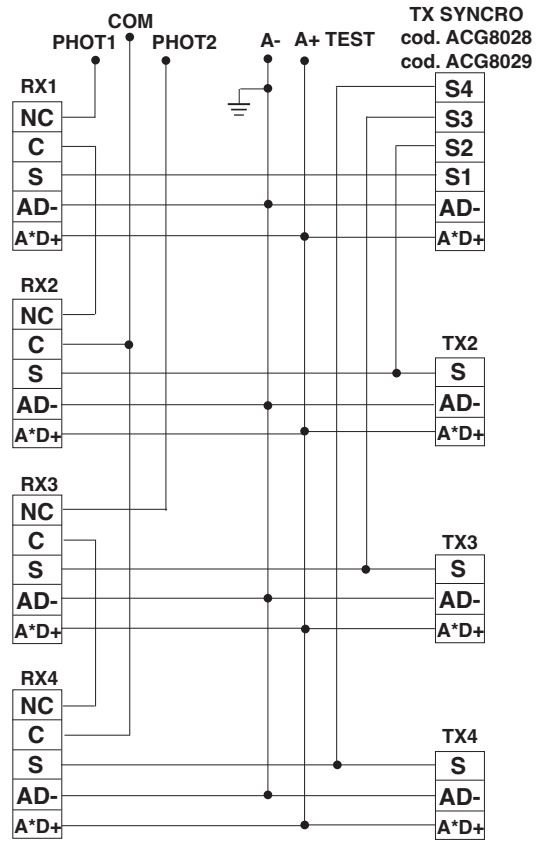 COM
PHOT1 PHOT2 A- A+ TEST
TX SYNCRO
cod. ACG8028
cod. ACG8029
RX1
NC
C
S
AD-
A*D+
S4
S3
S2
S1
AD-
A*D+
RX2
NC
C
S
AD-
A*D+
TX2
S
AD-
A*D+
RX3
NC
C
S
AD-
A*D+
TX3
S
AD-
A*D+
RX4
NC
C
S
AD-
A*D+
TX4
S
AD-
A*D+